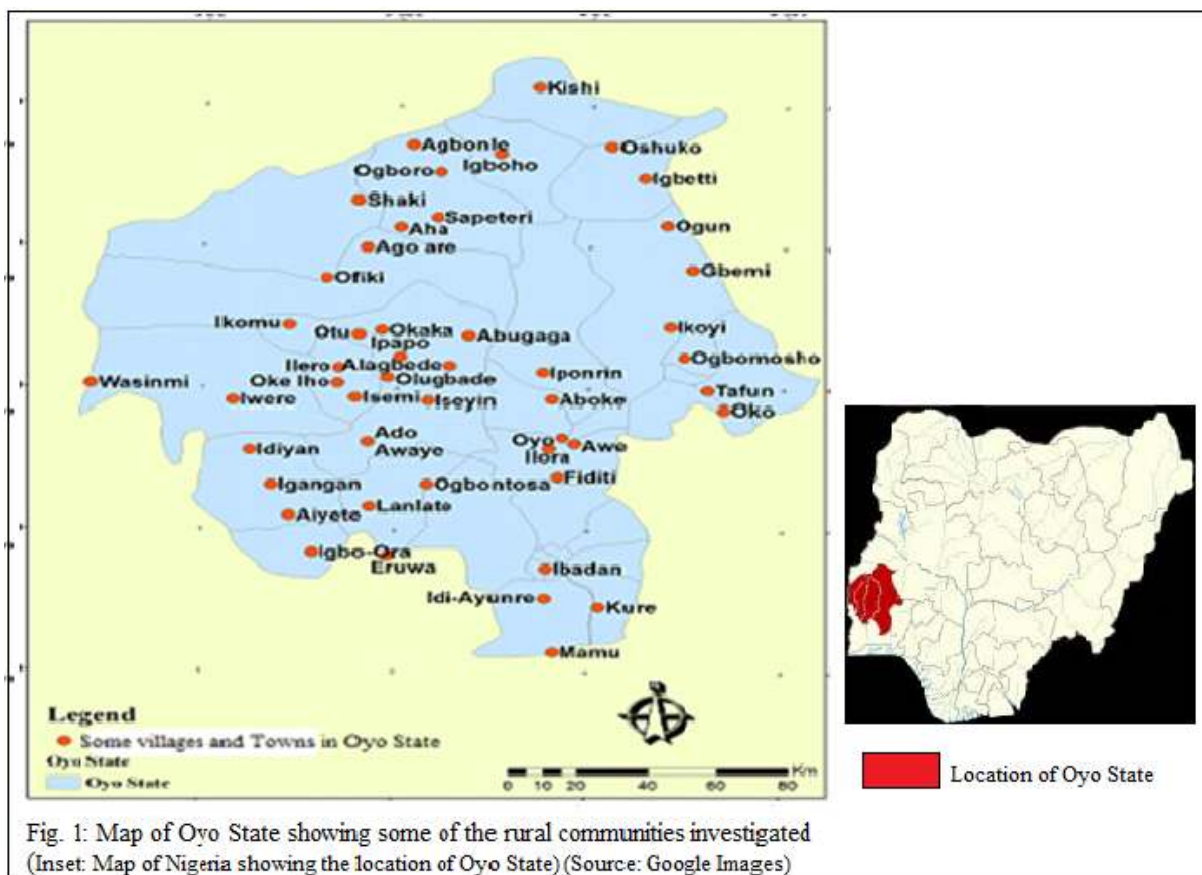 Kishi
Agbonle
Oshuko
Igboho
Ogboro
Igbetti
Shaki
Sapeteri
Aha
Ogun
Ago are
Gbemi
Ofiki
Ikomu
Otu
Okaka
Abugaga
Ikoyi
Ipapo
Ogbomosho
Ilero
Alagbede
Iponrin
Wasinmi
Oke Iho
Olugbade
Tafun
Iwere
Isemi
Iseyin
Aboke
Oko
Ado
Awaye
Oyo
Awe
Idiyan
Ilora
Igangan
Ogbontosa
Fiditi
Lanlate
Aiyete
Igbo-Ora
Eruwa
Ibadan
Idi-Ayunre
Kure
Mamu
Legend
Some villages and Towns in Oyo State
Oyo State
Oyo State
Km
0 10 20 40 60 80
Location of Oyo State
Fig. 1: Map of Oyo State showing some of the rural communities investigated
(Inset: Map of Nigeria showing the location of Oyo State) (Source: Google Images)